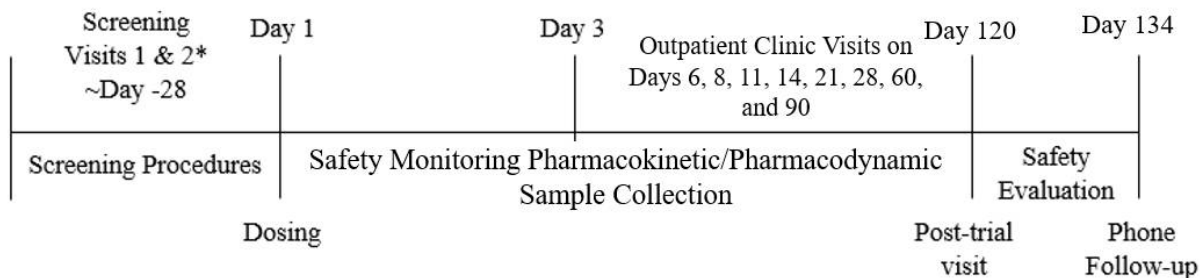 Screening
Visits 1 & 2*
~Day -28
Day 1
Day 3
Outpatient Clinic Visits on
Days 6, 8, 11, 14, 21, 28, 60,
and 90
Day 120
Day 134
Screening Procedures
Safety Monitoring Pharmacokinetic/Pharmacodynamic
Sample Collection
Safety
Evaluation
Dosing
Post-trial
visit
Phone
Follow-up